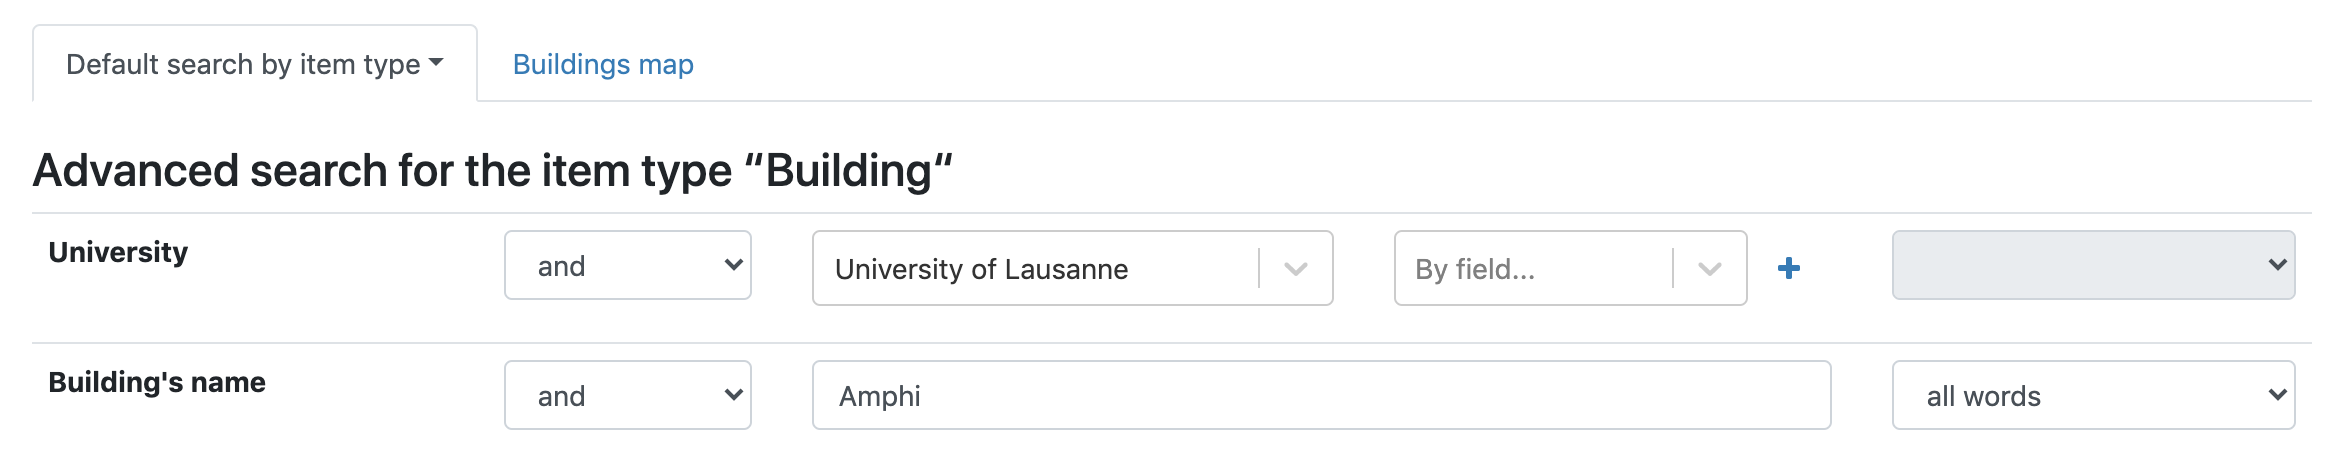 Default search by item type Buildings map
Advanced search for the item type “Building“
University and University of Lausanne By field...
Building's name and Amphi all words